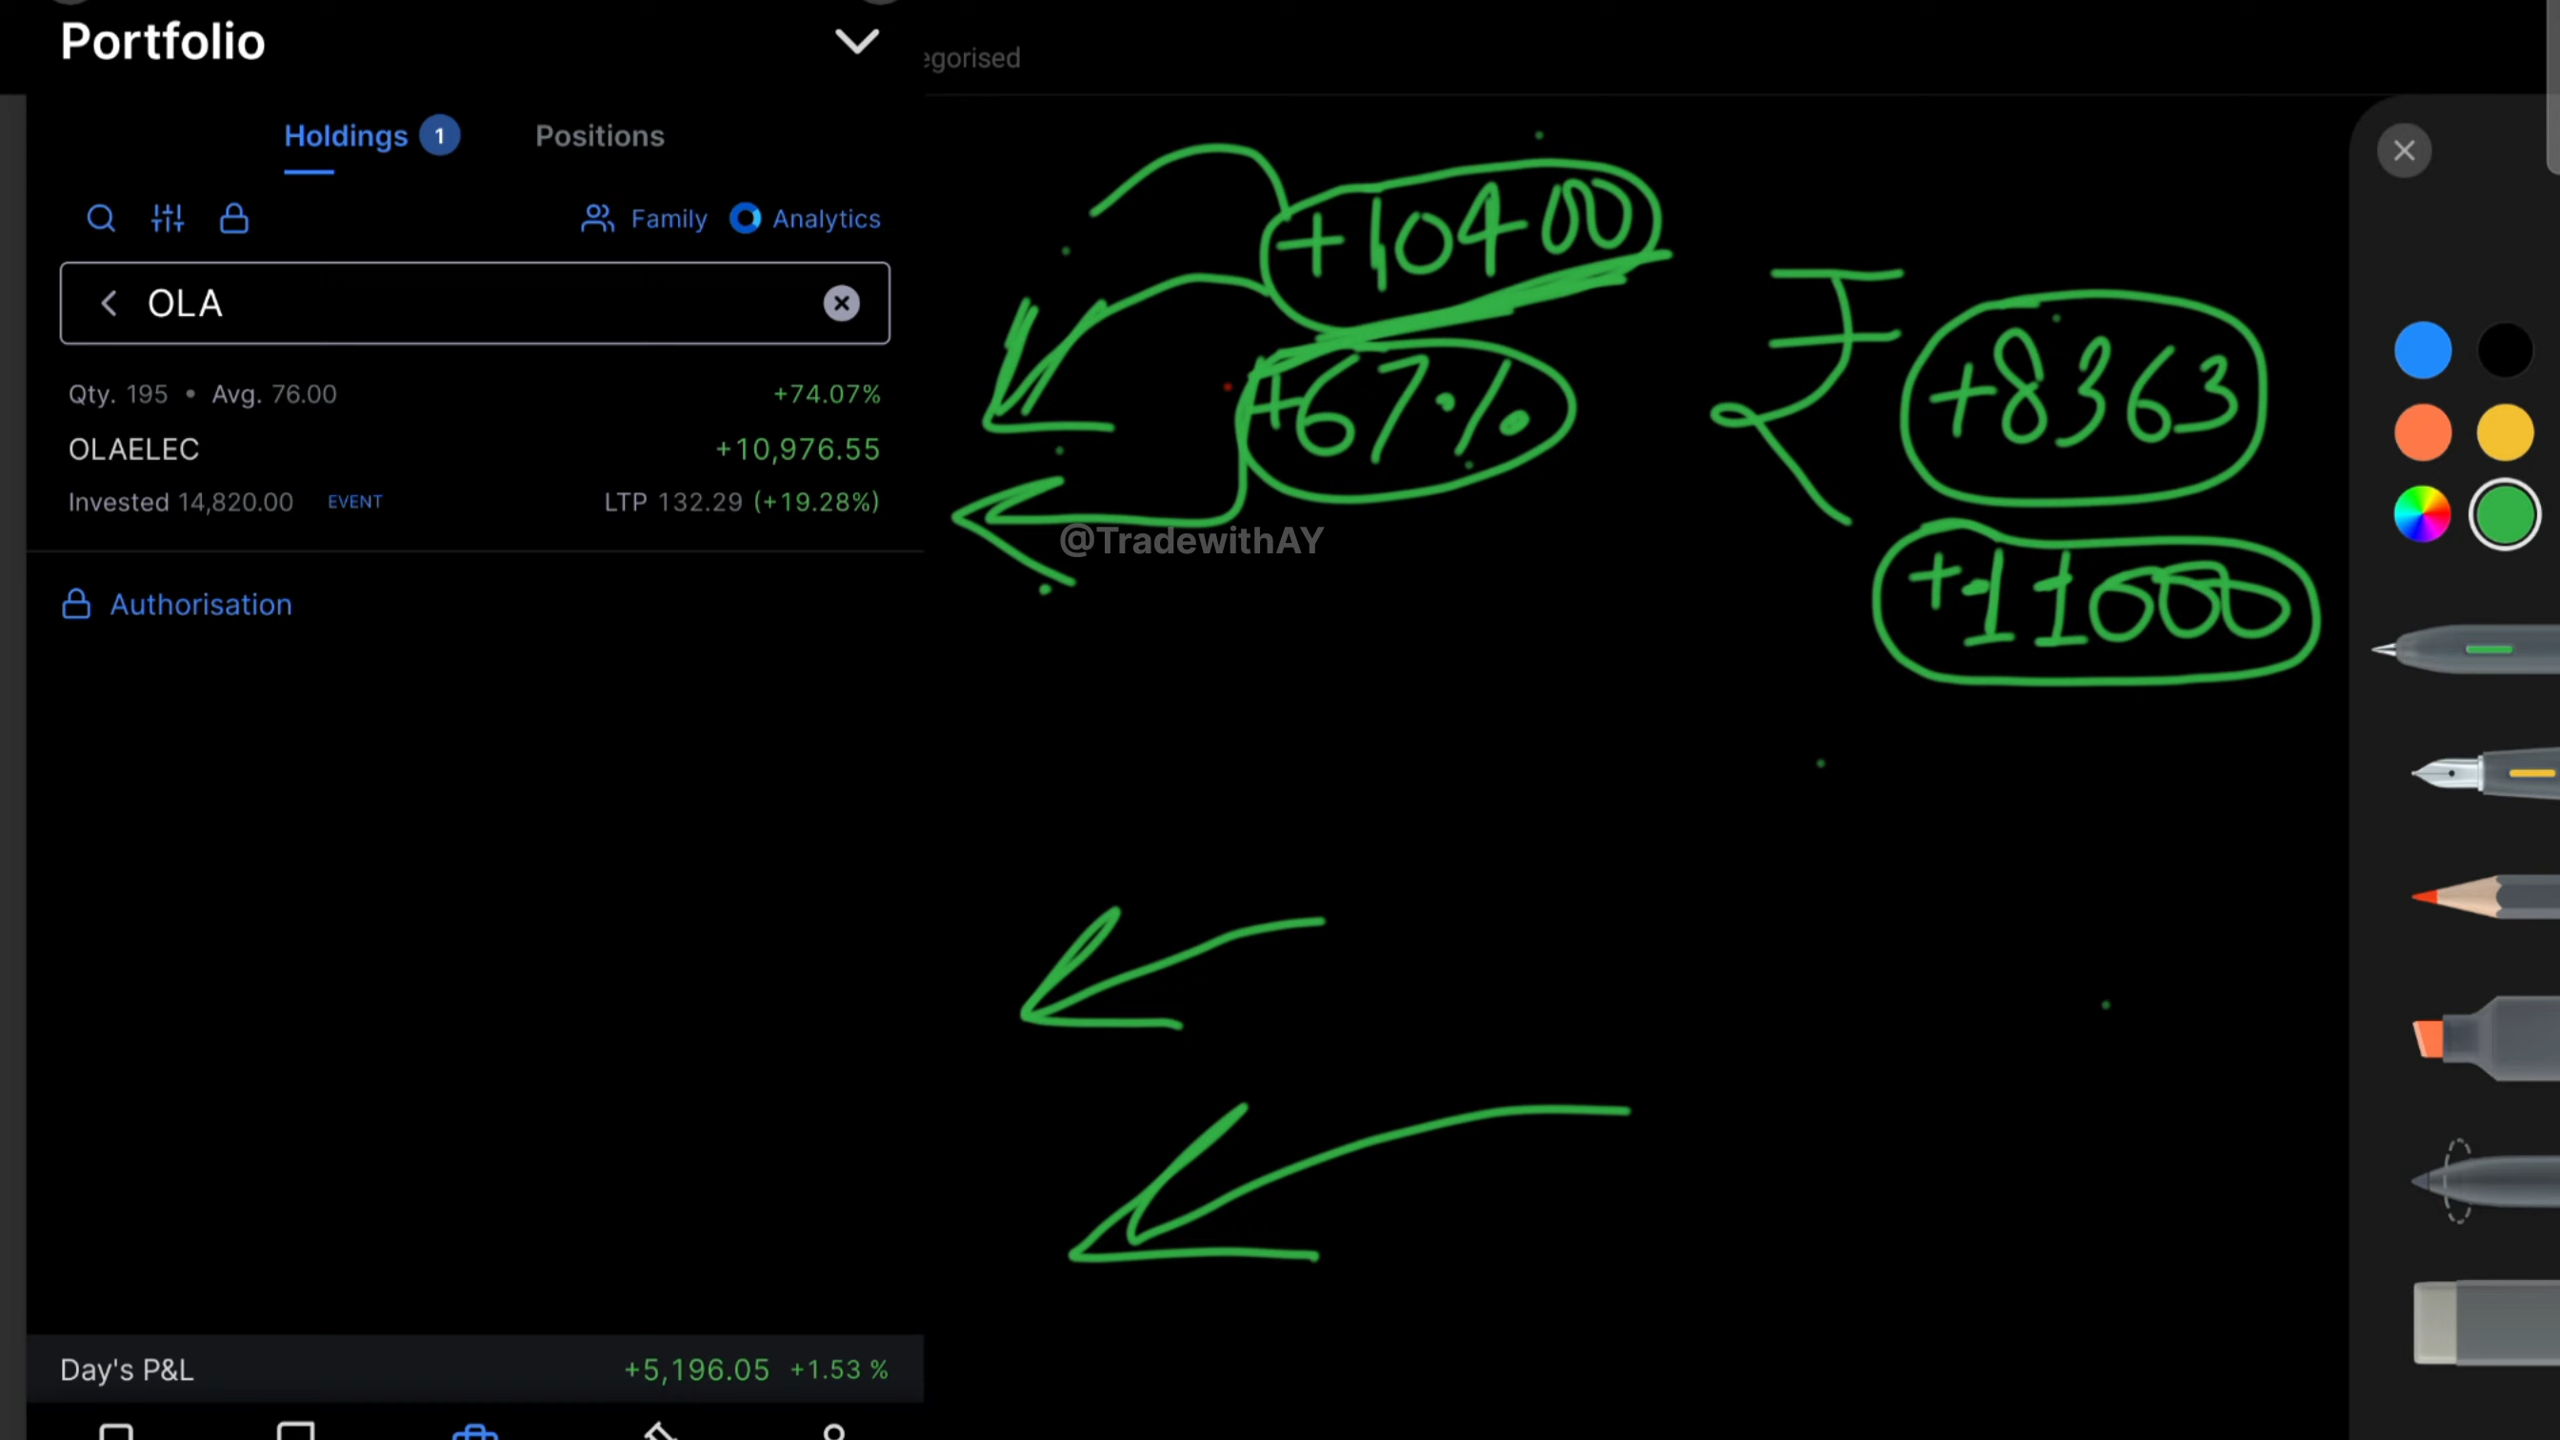 Portfolio
egorised
Holdings 1 Positions
Family Analytics
OLA
Qty. 195 • Avg. 76.00 +74.07%
OLAELEC +10,976.55
Invested 14,820.00 EVENT LTP 132.29 (+19.28%)
Authorisation
+10400
+67%
₹ +8363
+11000
@TradewithAY
Day's P&L +5,196.05 +1.53 %